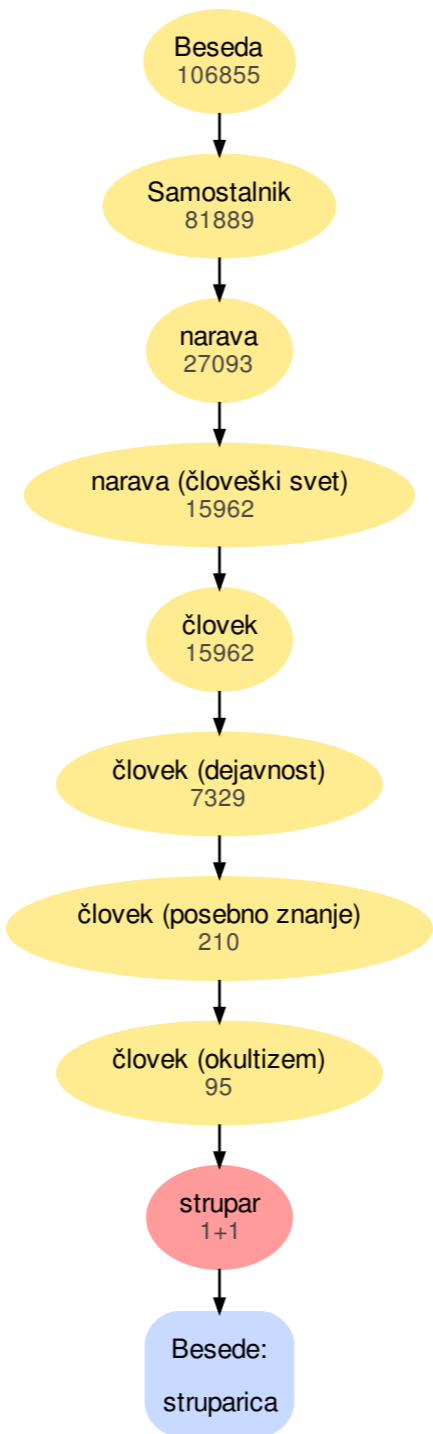 Beseda
106855
Samostalnik
81889
narava
27093
narava (človeški svet)
15962
človek
15962
človek (dejavnost)
7329
človek (posebno znanje)
210
človek (okultizem)
95
strupar
1+1
Besede:
struparica